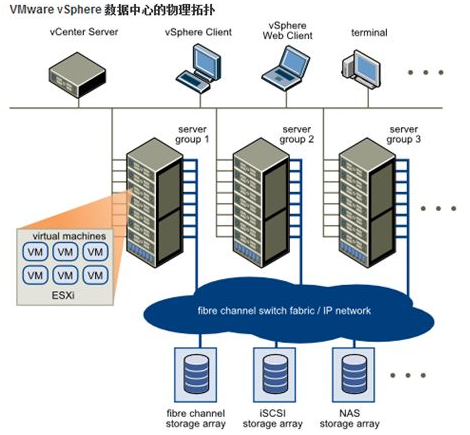 VMware vSphere 数据中心的物理拓扑
vCenter Server
vSphere Client
vSphere
Web Client
terminal
server
group 1
server
group 2
server
group 3
virtual machines
VM VM VM
VM VM VM
ESXi
fibre channel switch fabric / IP network
fibre channel
storage array
iSCSI
storage array
NAS
storage array